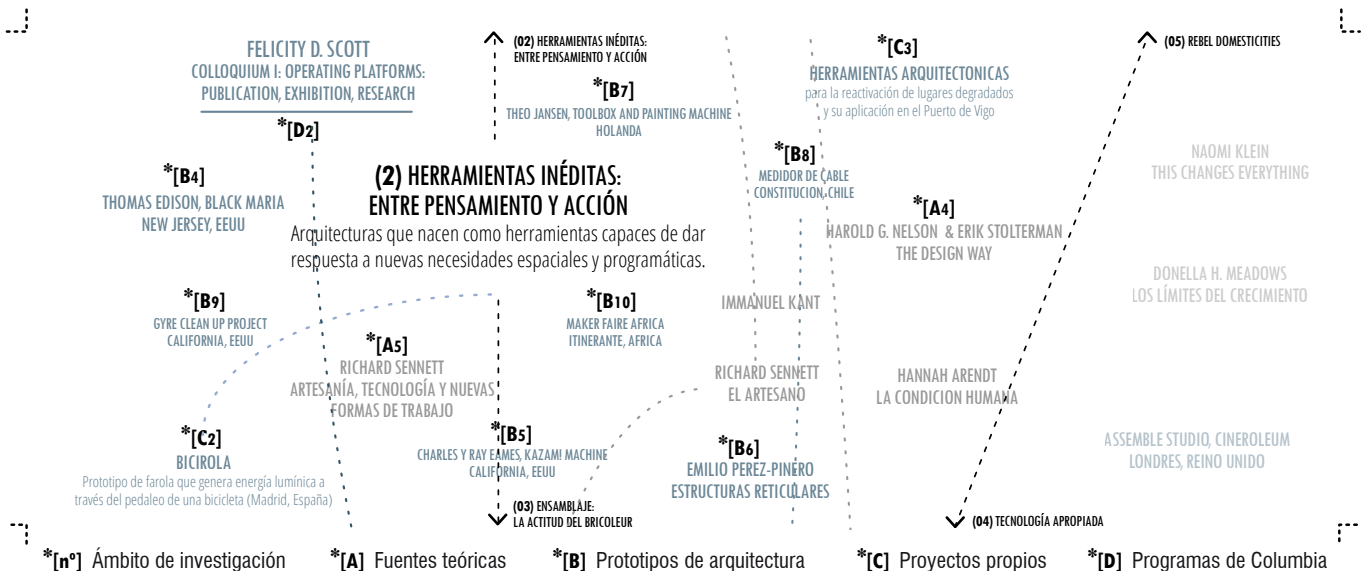 FELICITY D. SCOTT
COLLOQUIUM I: OPERATING PLATFORMS:
PUBLICATION, EXHIBITION, RESEARCH
*[D2]
(02) HERRAMIENTAS INÉDITAS:
ENTRE PENSAMIENTO Y ACCIÓN
*[B7]
THEO JANSEN, TOOLBOX AND PAINTING MACHINE
HOLANDA
*[C3]
HERRAMIENTAS ARQUITECTONICAS
para la reactivación de lugares degradados
y su aplicación en el Puerto de Vigo
(05) REBEL DOMESTICITIES
*[B4]
THOMAS EDISON, BLACK MARIA
NEW JERSEY, EEUU
(2) HERRAMIENTAS INÉDITAS:
ENTRE PENSAMIENTO Y ACCIÓN
Arquitecturas que nacen como herramientas capaces de dar
respuesta a nuevas necesidades espaciales y programáticas.
*[B8]
MEDIDOR DE CABLE
CONSTITUCION, CHILE
NAOMI KLEIN
THIS CHANGES EVERYTHING
*[A4]
HAROLD G. NELSON & ERIK STOLTERMAN
THE DESIGN WAY
*[B9]
GYRE CLEAN UP PROJECT
CALIFORNIA, EEUU
*[B10]
MAKER FAIRE AFRICA
ITINERANTE, AFRICA
IMMANUEL KANT
DONELLA H. MEADOWS
LOS LÍMITES DEL CRECIMIENTO
*[A5]
RICHARD SENNETT
ARTESANÍA, TECNOLOGÍA Y NUEVAS
FORMAS DE TRABAJO
RICHARD SENNETT
EL ARTESANO
HANNAH ARENDT
LA CONDICION HUMANA
*[C2]
BICIROLA
Prototipo de farola que genera energía lumínica a
través del pedaleo de una bicicleta (Madrid, España)
*[B5]
CHARLES Y RAY EAMES, KAZAM! MACHINE
CALIFORNIA, EEUU
*[B6]
EMILIO PEREZ-PINERO
ESTRUCTURAS RETICULARES
ASSEMBLE STUDIO, CINEROLEUM
LONDRES, REINO UNIDO
(03) ENSAMBLAJE:
LA ACTITUD DEL BRICOLEUR
(04) TECNOLOGÍA APROPIADA
*[nº] Ámbito de investigación
*[A] Fuentes teóricas
*[B] Prototipos de arquitectura
*[C] Proyectos propios
*[D] Programas de Columbia